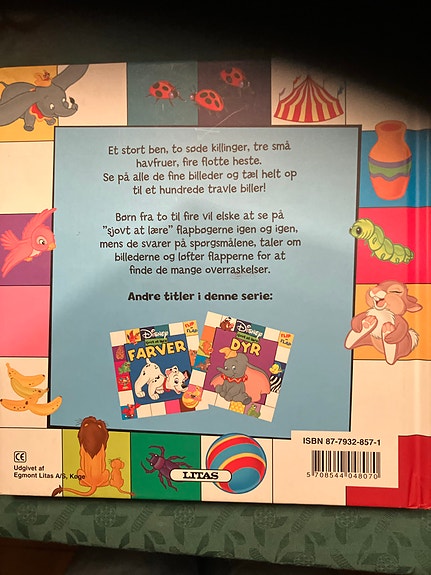 Et stort ben, to søde killinger, tre små
havfruer, fire flotte heste.
Se på alle de fine billeder og tæl helt op
til et hundrede travle biller!
Børn fra to til fire vil elske at se på
"sjovt at lære" flapbøgerne igen og igen,
mens de svarer på spørgsmålene, taler om
billederne og løfter flapperne for at
finde de mange overraskelser.
Andre titler i denne serie:
Disney
FARVER
Disney
DYR
ISBN 87-7932-857-1
5 708544 048070
CE
Udgivet af
Egmont Litas A/S, Køge
LITAS